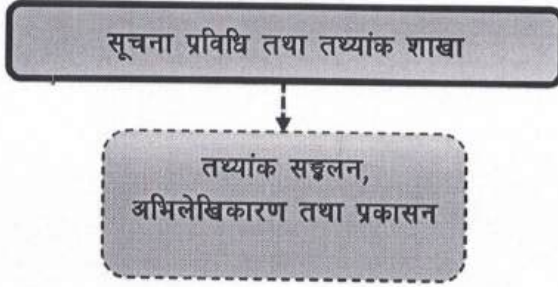 सूचना प्रविधि तथा तथ्यांक शाखा
तथ्यांक सङ्कलन,
अभिलेखिकारण तथा प्रकासन